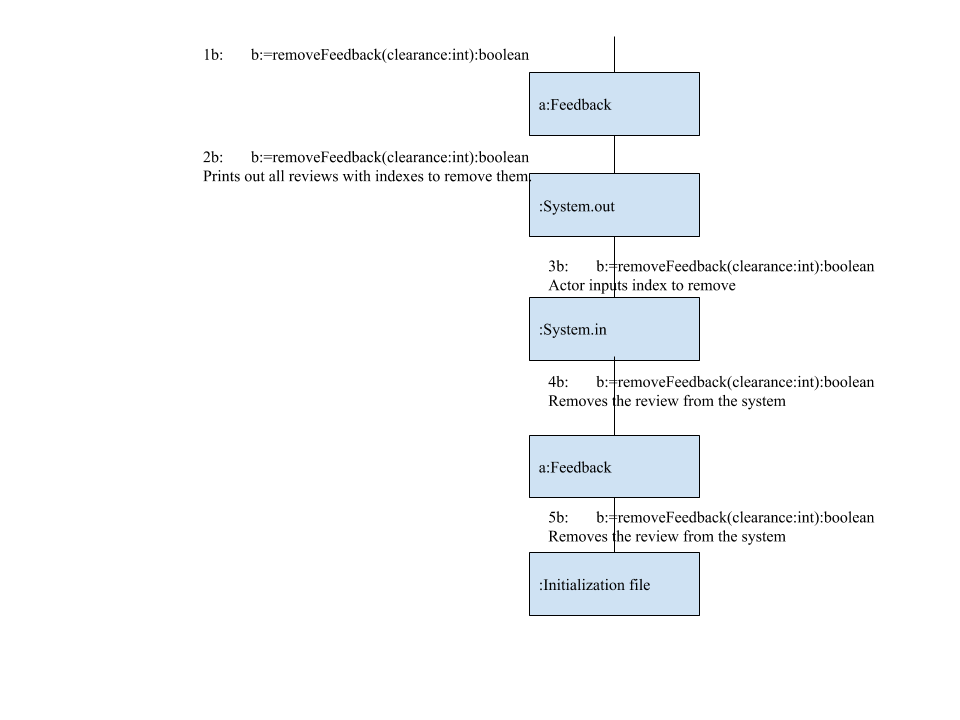 1b: b:=removeFeedback(clearance:int):boolean
a:Feedback
2b: b:=removeFeedback(clearance:int):boolean
Prints out all reviews with indexes to remove them.
:System.out
3b: b:=removeFeedback(clearance:int):boolean
Actor inputs index to remove
:System.in
4b: b:=removeFeedback(clearance:int):boolean
Removes the review from the system
a:Feedback
5b: b:=removeFeedback(clearance:int):boolean
Removes the review from the system
:Initialization file